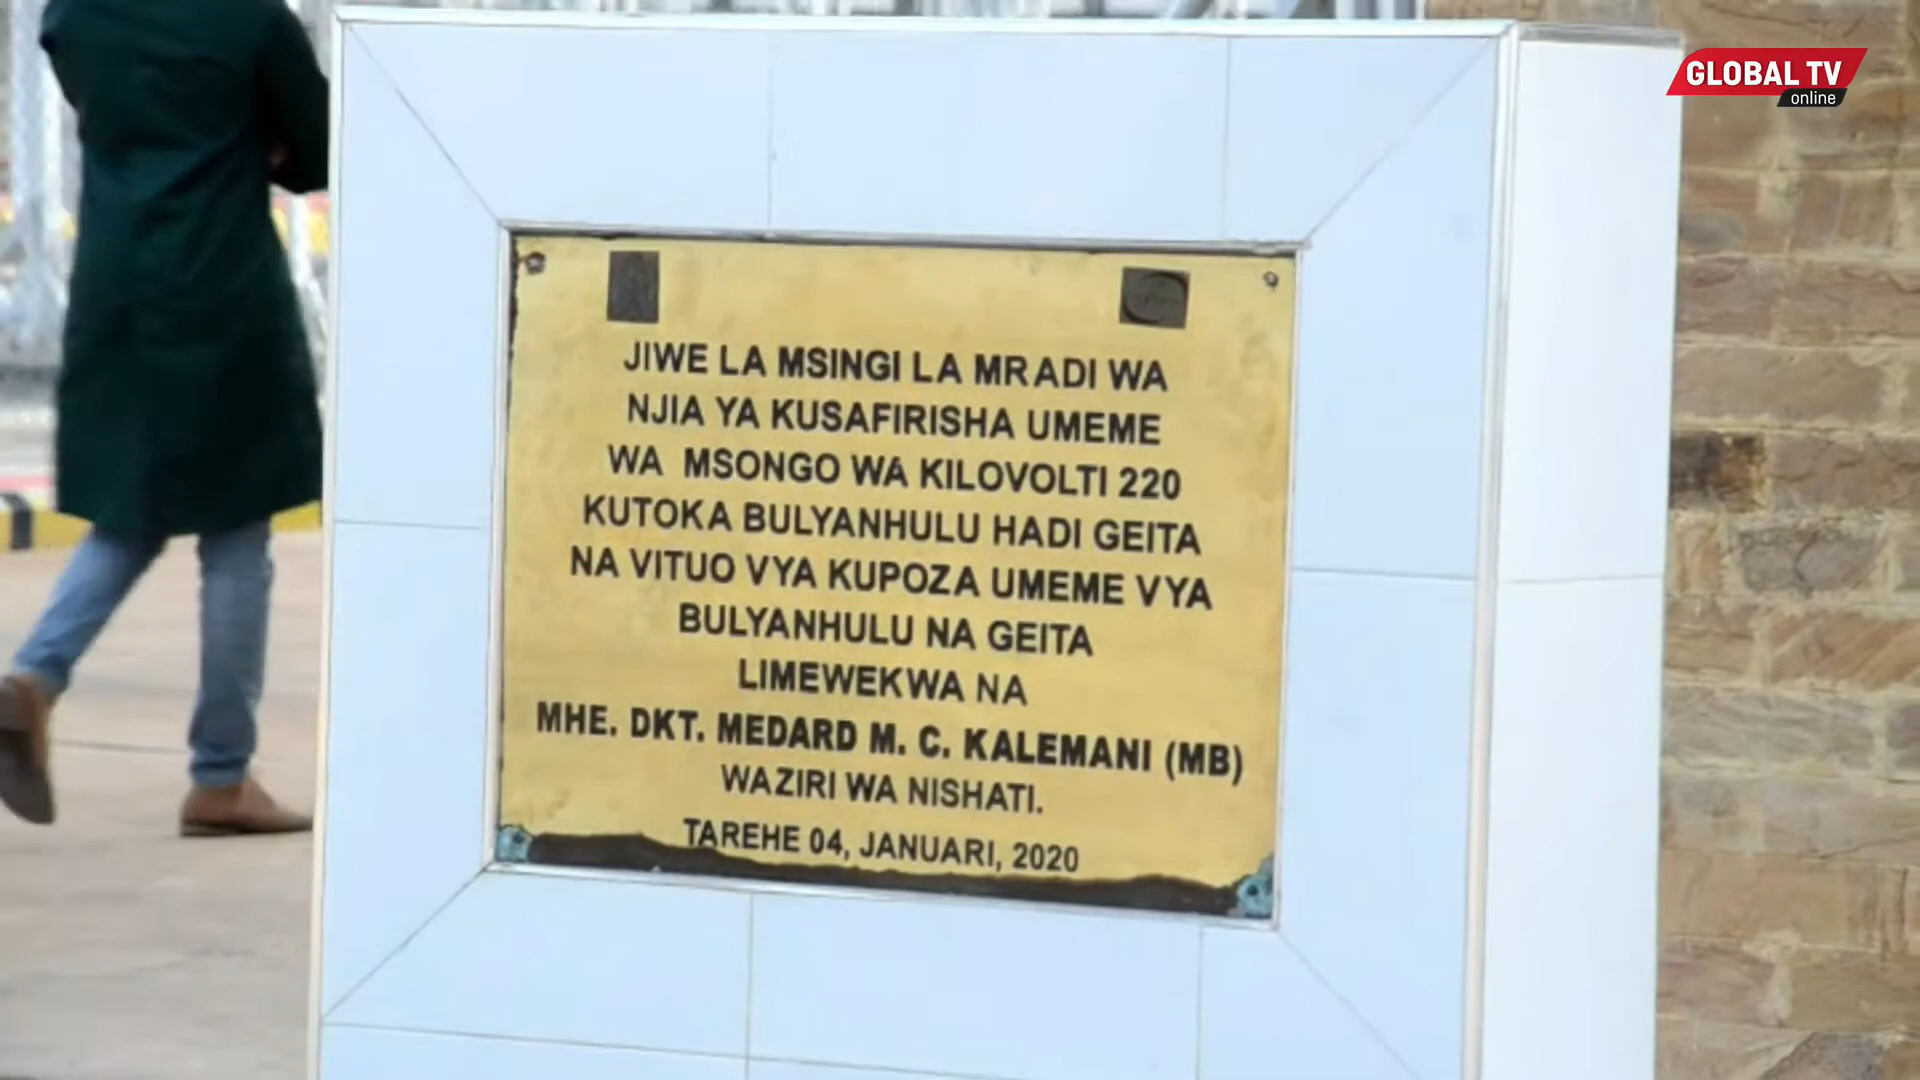 GLOBAL TV
online
JIWE LA MSINGI LA MRADI WA
NJIA YA KUSAFIRISHA UMEME
WA MSONGO WA KILOVOLTI 220
KUTOKA BULYANHULU HADI GEITA
NA VITUO VYA KUPOZA UMEME VYA
BULYANHULU NA GEITA
LIMEWEKWA NA
MHE. DKT. MEDARD M. C. KALEMANI (MB)
WAZIRI WA NISHATI.
TAREHE 04, JANUARI, 2020